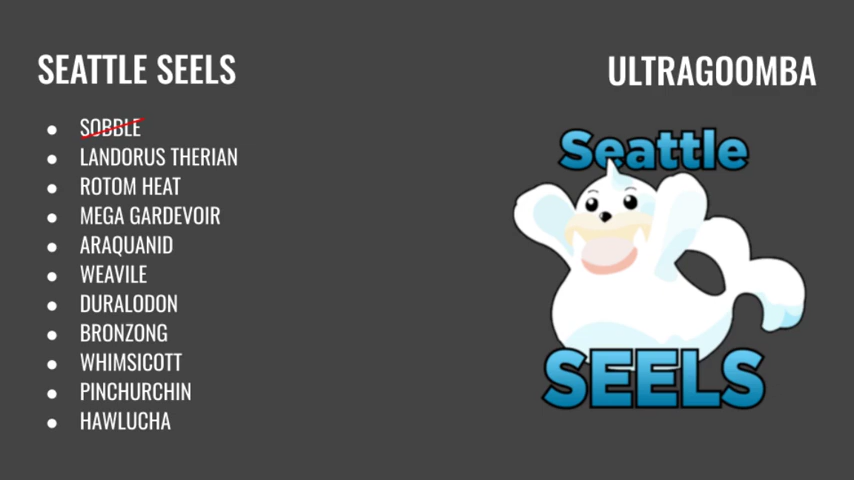 SEATTLE SEELS
ULTRAGOOMBA
SOBBLE
LANDORUS THERIAN
ROTOM HEAT
MEGA GARDEVOIR
ARAQUANID
WEAVILE
DURALODON
BRONZONG
WHIMSICOTT
PINCHURCHIN
HAWLUCHA
Seattle
SEELS